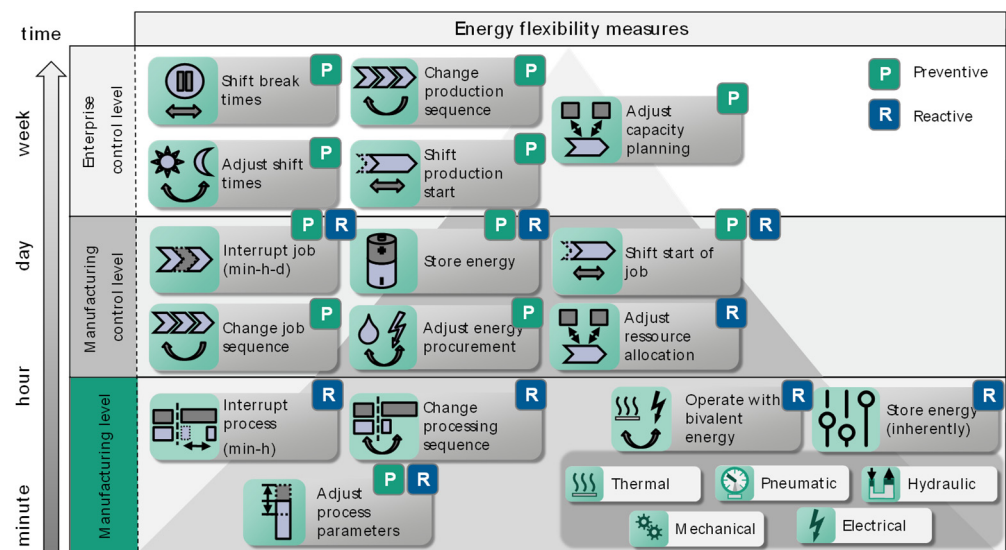 time
Energy flexibility measures
week
day
hour
minute
Enterprise
control level
Shift break
times
P
Change
production
sequence
P
Adjust
capacity
planning
P
P
Preventive
R
Reactive
Adjust shift
times
P
Shift
production
start
P
Manufacturing
control level
Interrupt job
(min-h-d)
P
R
Store energy
P
R
Shift start of
job
P
R
Change job
sequence
P
Adjust energy
procurement
P
Adjust
ressource
allocation
R
Manufacturing level
Interrupt
process
(min-h)
R
Change
processing
sequence
R
Operate with
bivalent
energy
R
Store energy
(inherently)
R
Adjust
process
parameters
P
R
Thermal
Pneumatic
Hydraulic
Mechanical
Electrical